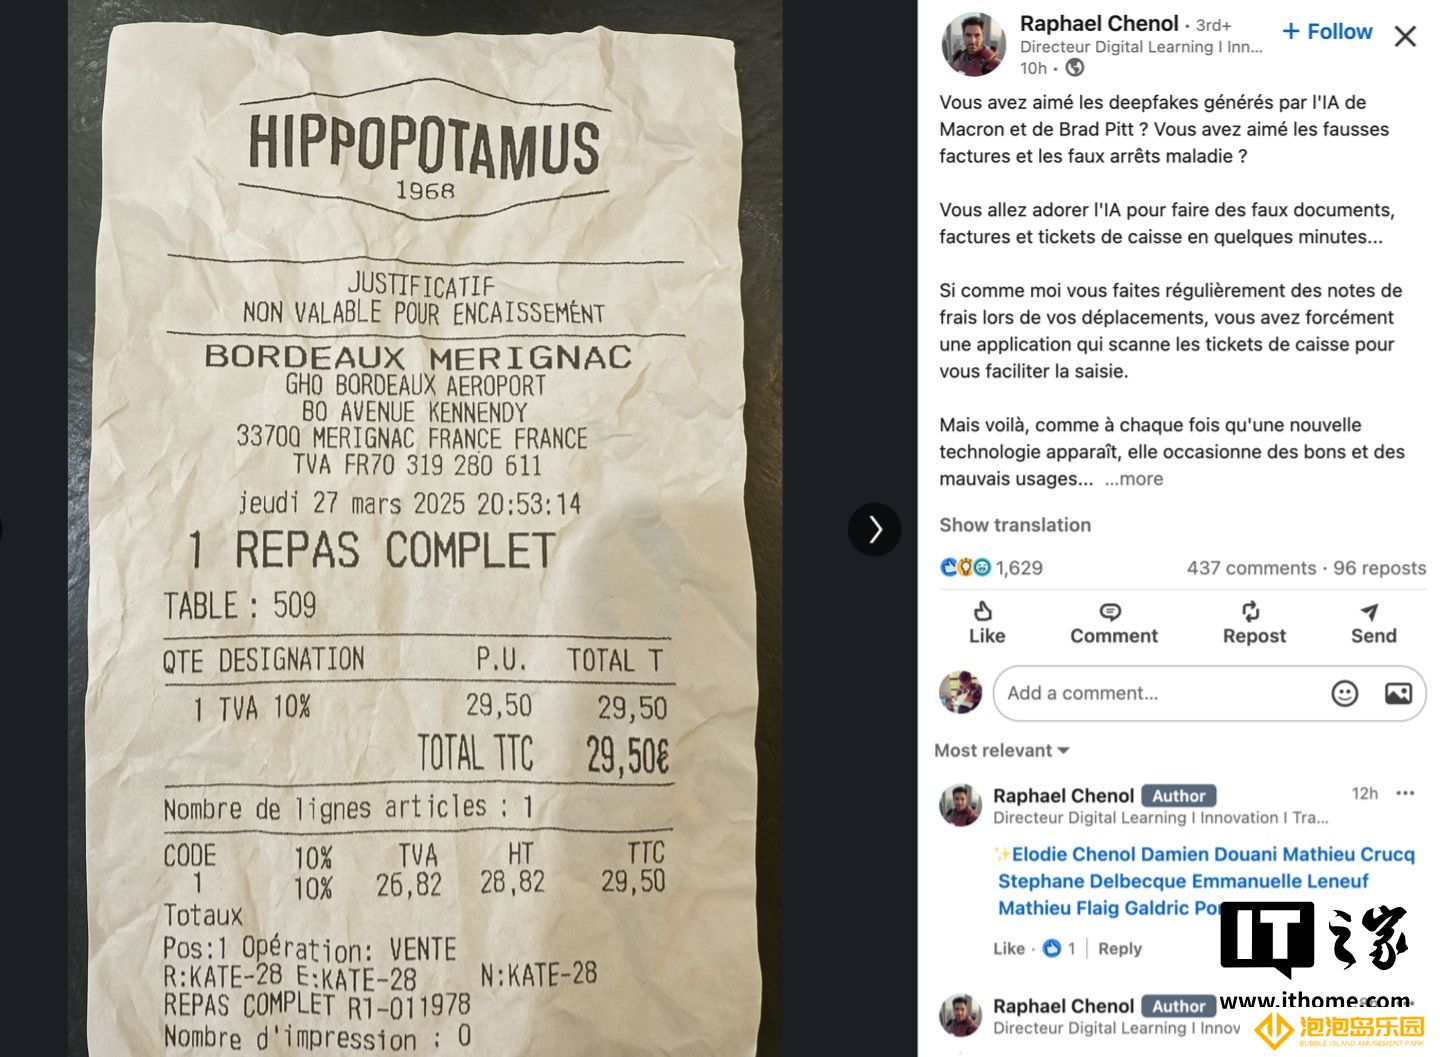 HIPPOPOTAMUS
1968
JUSTIFICATIF
NON VALABLE POUR ENCAISSEMÉNT
BORDEAUX MERIGNAC
GHO BORDEAUX AEROPORT
BO AVENUE KENNENDY
33700 MERIGNAC FRANCE FRANCE
TVA FR70 319 280 611
jeudi 27 mars 2025 20:53:14
1 REPAS COMPLET
TABLE : 509
QTE DESIGNATION P.U. TOTAL T
1 TVA 10% 29,50 29,50
TOTAL TTC 29,50€
Nombre de lignes articles : 1
CODE 10% TVA HT TTC
1 10% 26,82 28,82 29,50
Totaux
Pos:1 Opération: VENTE
R:KATE-28 E:KATE-28 N:KATE-28
REPAS COMPLET R1-011978
Nombre d'impression : 0
Raphael Chenol · 3rd+
+ Follow
Directeur Digital Learning I Inn...
10h ·
Vous avez aimé les deepfakes générés par l'IA de
Macron et de Brad Pitt ? Vous avez aimé les fausses
factures et les faux arrêts maladie ?
Vous allez adorer l'IA pour faire des faux documents,
factures et tickets de caisse en quelques minutes...
Si comme moi vous faites régulièrement des notes de
frais lors de vos déplacements, vous avez forcément
une application qui scanne les tickets de caisse pour
vous faciliter la saisie.
Mais voilà, comme à chaque fois qu'une nouvelle
technologie apparaît, elle occasionne des bons et des
mauvais usages... ...more
Show translation
1,629 437 comments · 96 reposts
Like Comment Repost Send
Add a comment...
Most relevant
Raphael Chenol Author 12h
Directeur Digital Learning I Innovation I Tra...
✨Elodie Chenol Damien Douani Mathieu Crucq
Stephane Delbecque Emmanuelle Leneuf
Mathieu Flaig Galdric
Like · 1 | Reply
IT之家
www.ithome.com
Raphael Chenol Author
Directeur Digital Learning I Innov
泡泡岛乐园
BUBBLE ISLAND AMUSEMENT PARK